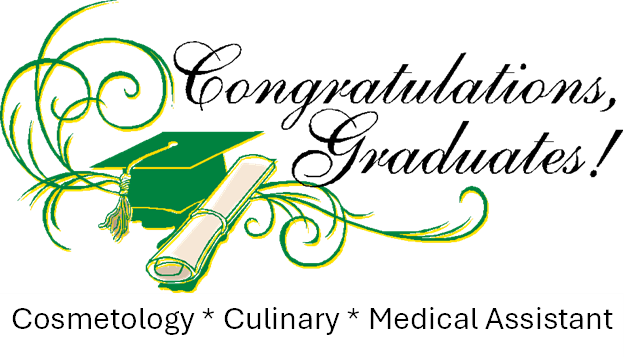 Congratulations,
Graduates!
Cosmetology * Culinary * Medical Assistant